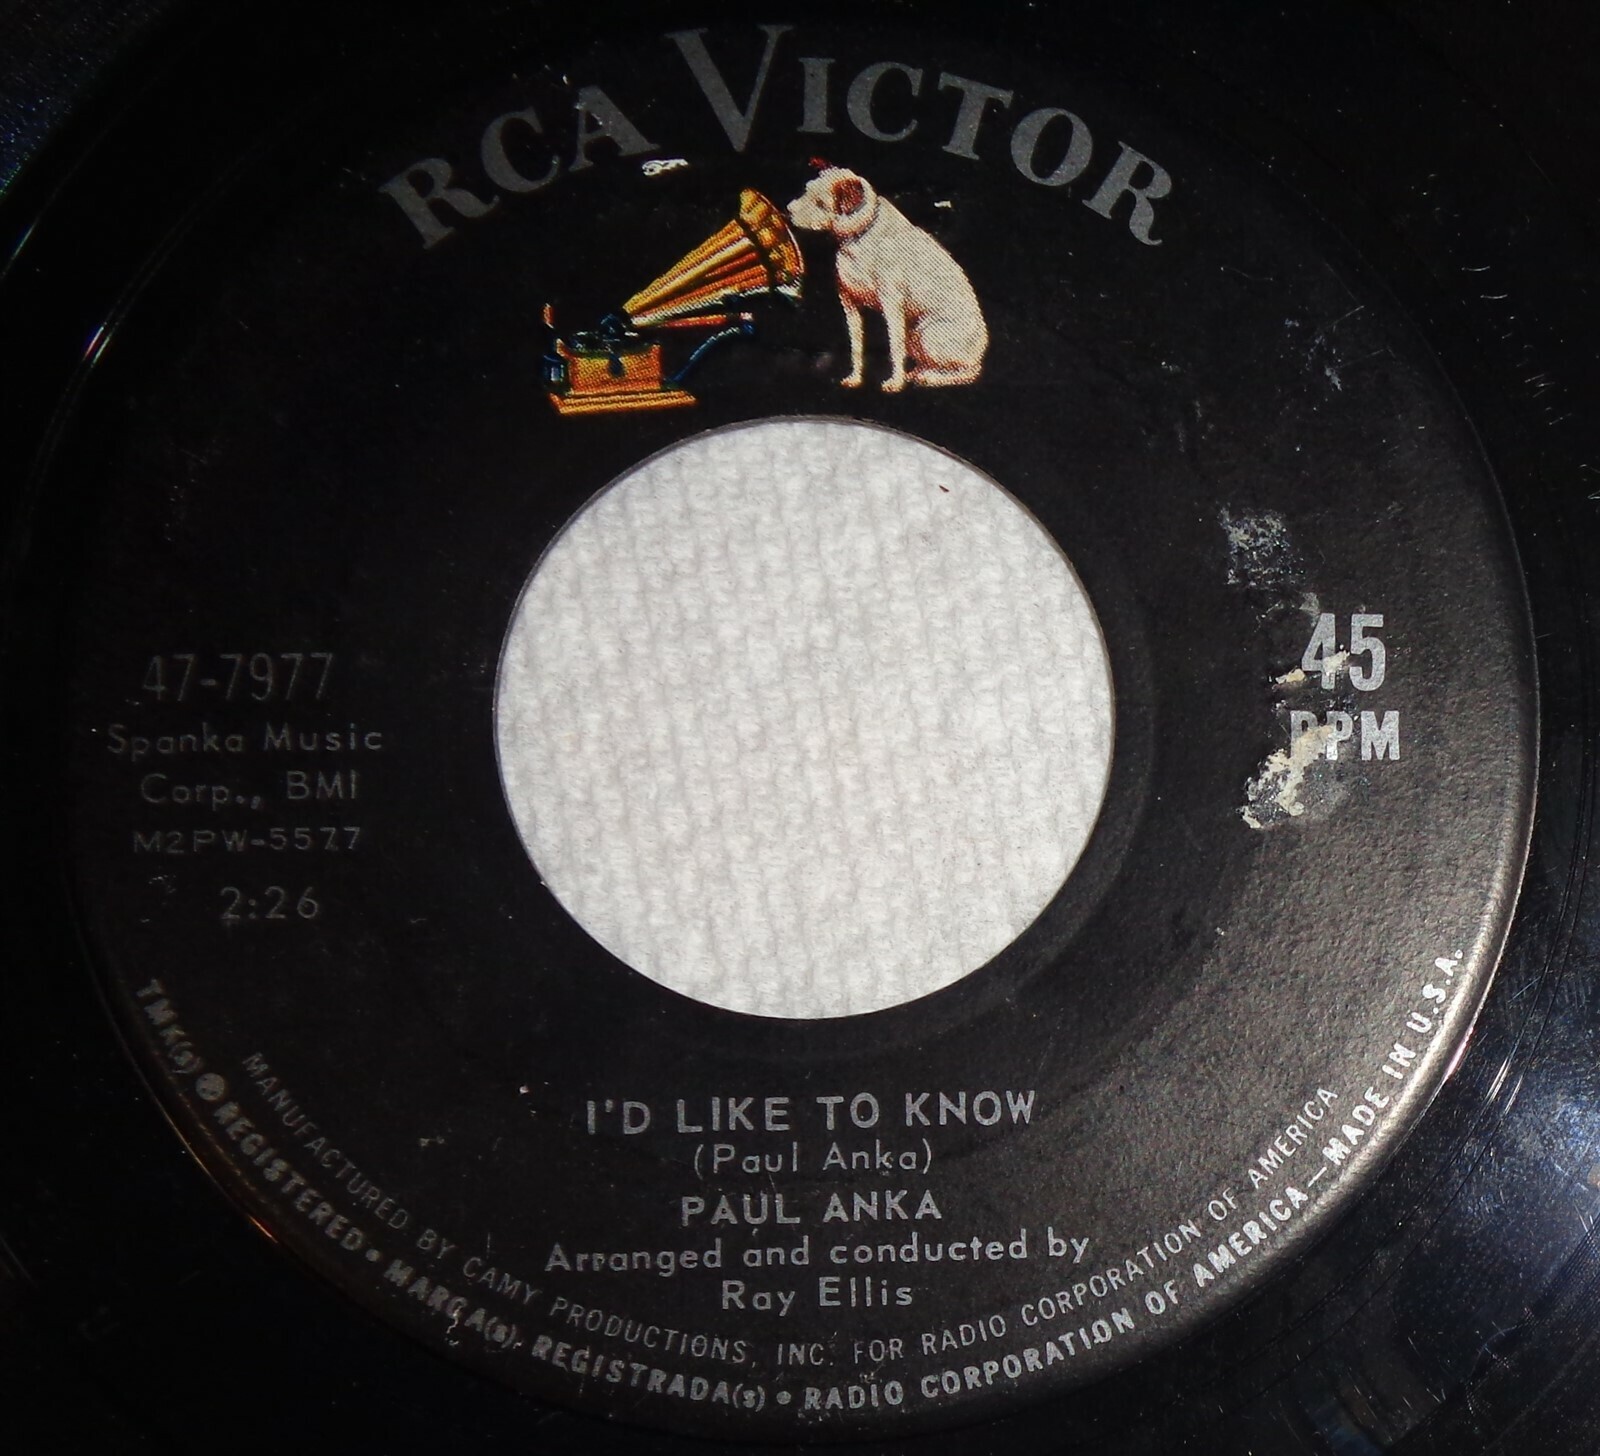 RCA VICTOR
47-7977
Spanka Music
Corp., BMI
M2PW-5577
2:26
45
RPM
I'D LIKE TO KNOW
(Paul Anka)
PAUL ANKA
Arranged and conducted by
Ray Ellis
MANUFACTURED BY CAMY PRODUCTIONS, INC. FOR RADIO CORPORATION OF AMERICA
TMK(s) ® REGISTERED • MARCA(s). REGISTRADA(s) • RADIO CORPORATION OF AMERICA—MADE IN U.S.A.